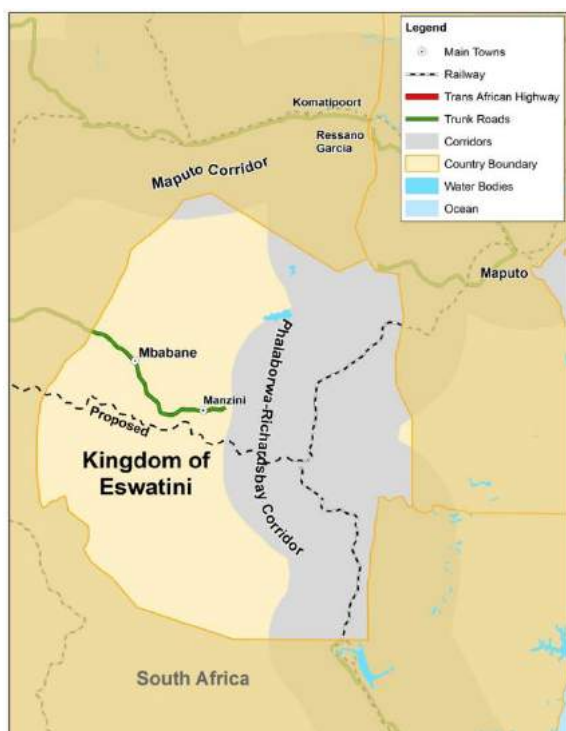 Legend
Main Towns
Railway
Trans African Highway
Trunk Roads
Corridors
Country Boundary
Water Bodies
Ocean
Komatipoort
Ressano
Garcia
Maputo Corridor
Maputo
Mbabane
Manzini
Phalaborwa-Richardsbay Corridor
Proposed
Kingdom of
Eswatini
South Africa